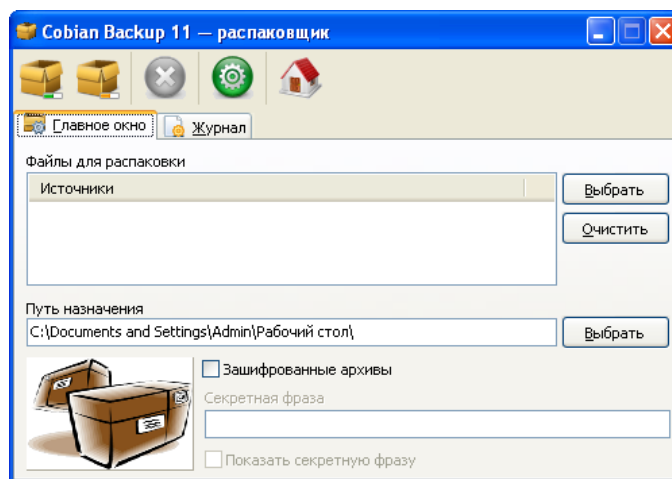 Cobian Backup 11 — распаковщик
Главное окно
Журнал
Файлы для распаковки
Источники
Выбрать
Очистить
Путь назначения
C:\Documents and Settings\Admin\Рабочий стол\
Выбрать
Зашифрованные архивы
Секретная фраза
Показать секретную фразу